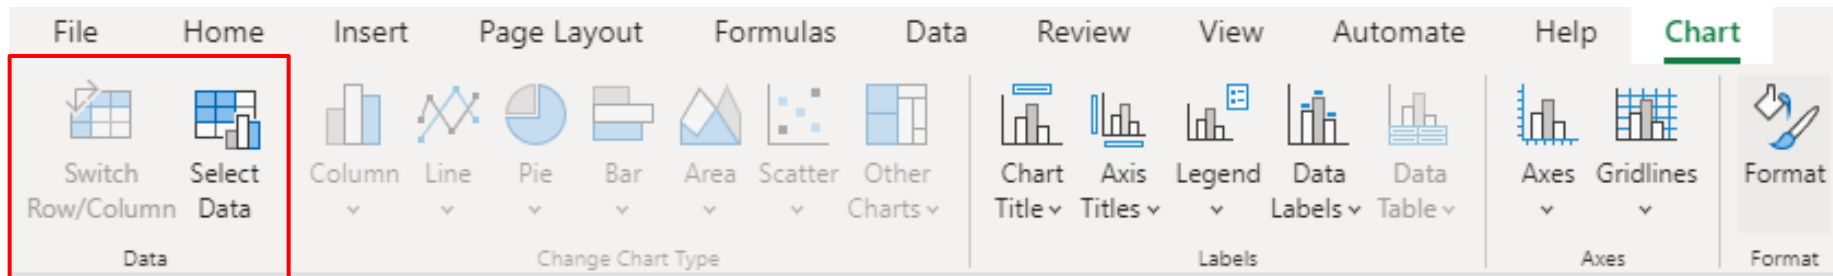 File Home Insert Page Layout Formulas Data Review View Automate Help Chart
Switch Select Column Line Pie Bar Area Scatter Other Chart Axis Legend Data Data Axes Gridlines Format
Row/Column Data Charts Title Titles Labels Table
Data Change Chart Type Labels Axes Format